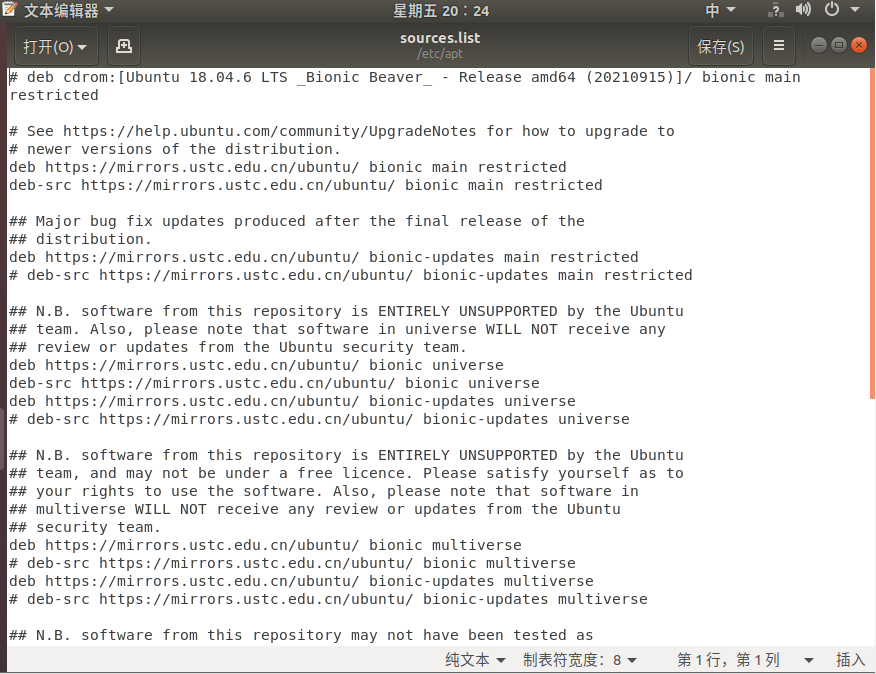 文本编辑器
星期五 20：24
中
?
打开(O)
sources.list
/etc/apt
保存(S)
# deb cdrom:[Ubuntu 18.04.6 LTS _Bionic Beaver_ - Release amd64 (20210915)]/ bionic main
restricted
# See https://help.ubuntu.com/community/UpgradeNotes for how to upgrade to
# newer versions of the distribution.
deb https://mirrors.ustc.edu.cn/ubuntu/ bionic main restricted
deb-src https://mirrors.ustc.edu.cn/ubuntu/ bionic main restricted
## Major bug fix updates produced after the final release of the
## distribution.
deb https://mirrors.ustc.edu.cn/ubuntu/ bionic-updates main restricted
# deb-src https://mirrors.ustc.edu.cn/ubuntu/ bionic-updates main restricted
## N.B. software from this repository is ENTIRELY UNSUPPORTED by the Ubuntu
## team. Also, please note that software in universe WILL NOT receive any
## review or updates from the Ubuntu security team.
deb https://mirrors.ustc.edu.cn/ubuntu/ bionic universe
deb-src https://mirrors.ustc.edu.cn/ubuntu/ bionic universe
deb https://mirrors.ustc.edu.cn/ubuntu/ bionic-updates universe
# deb-src https://mirrors.ustc.edu.cn/ubuntu/ bionic-updates universe
## N.B. software from this repository is ENTIRELY UNSUPPORTED by the Ubuntu
## team, and may not be under a free licence. Please satisfy yourself as to
## your rights to use the software. Also, please note that software in
## multiverse WILL NOT receive any review or updates from the Ubuntu
## security team.
deb https://mirrors.ustc.edu.cn/ubuntu/ bionic multiverse
# deb-src https://mirrors.ustc.edu.cn/ubuntu/ bionic multiverse
deb https://mirrors.ustc.edu.cn/ubuntu/ bionic-updates multiverse
# deb-src https://mirrors.ustc.edu.cn/ubuntu/ bionic-updates multiverse
## N.B. software from this repository may not have been tested as
纯文本 制表符宽度：8 第 1 行，第 1 列 插入